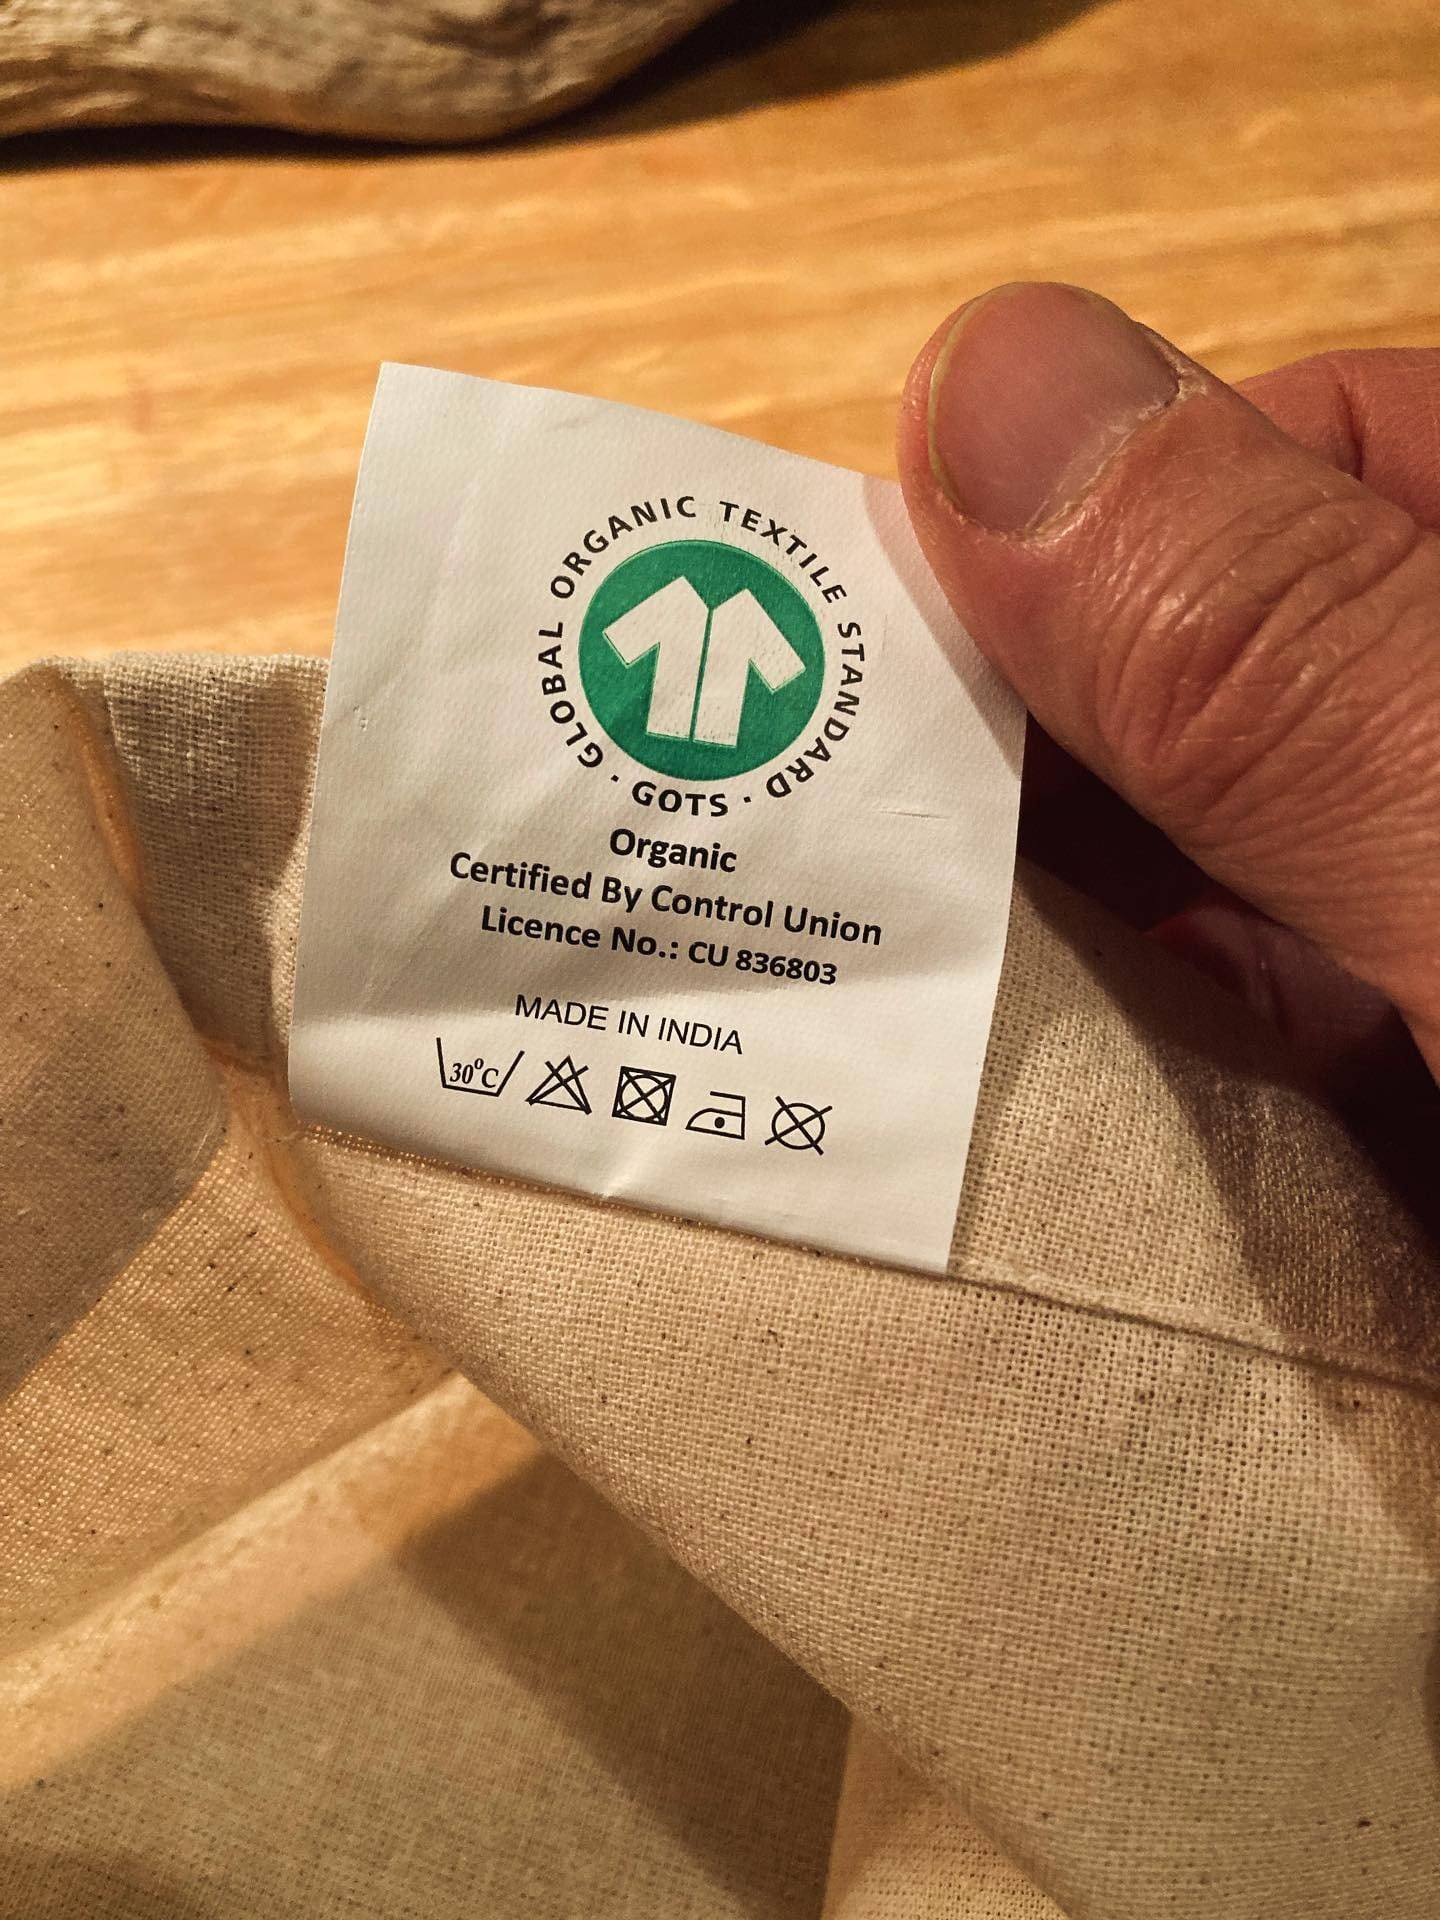 GLOBAL ORGANIC TEXTILE STANDARD · GOTS ·
Organic
Certified By Control Union
Licence No.: CU 836803
MADE IN INDIA
30°C